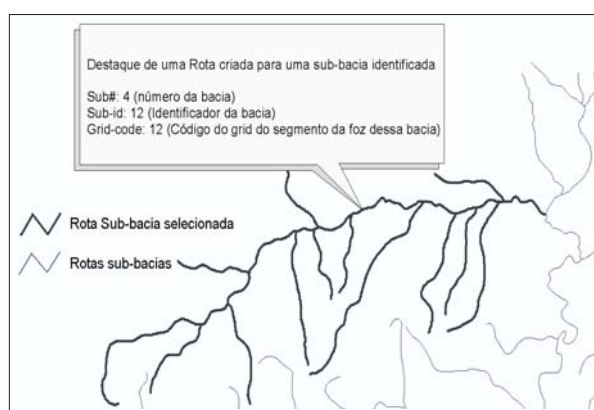 Destaque de uma Rota criada para uma sub-bacia identificada
Sub#: 4 (número da bacia)
Sub-id: 12 (Identificador da bacia)
Grid-code: 12 (Código do grid do segmento da foz dessa bacia)
Rota Sub-bacia selecionada
Rotas sub-bacias